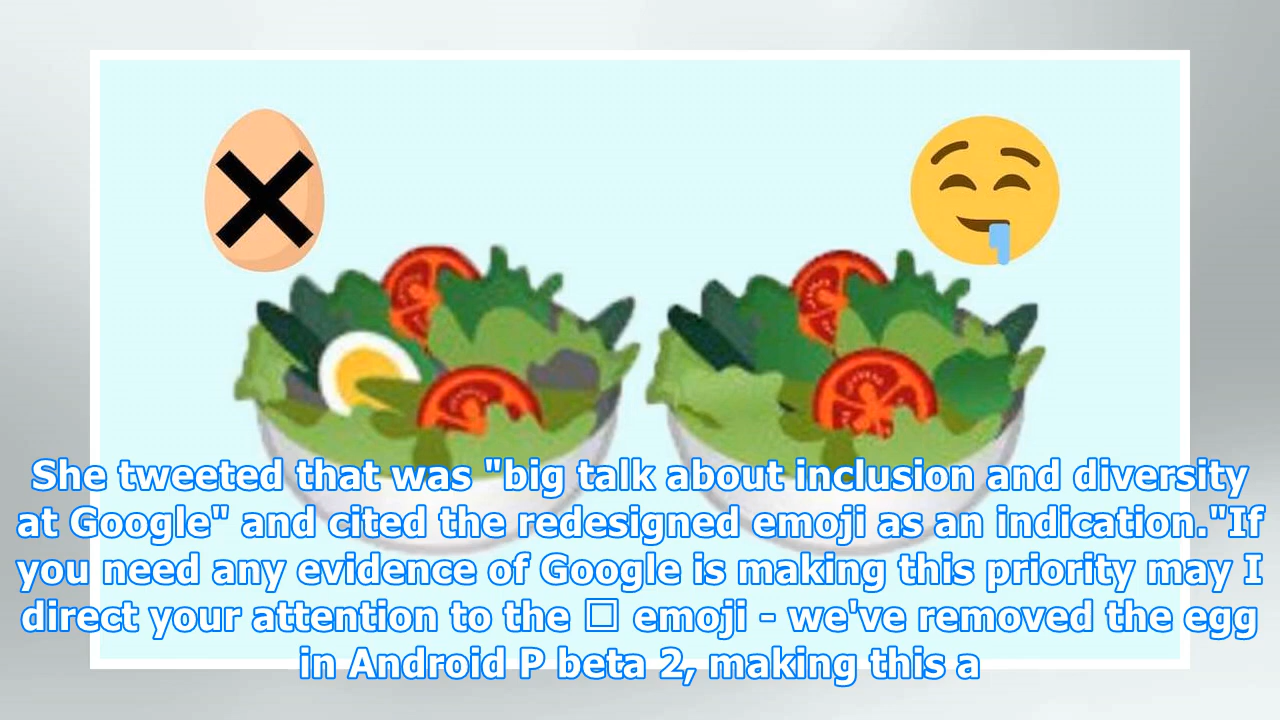 She tweeted that was "big talk about inclusion and diversity
at Google" and cited the redesigned emoji as an indication."If
you need any evidence of Google is making this priority may I
direct your attention to the □ emoji - we've removed the egg
in Android P beta 2, making this a